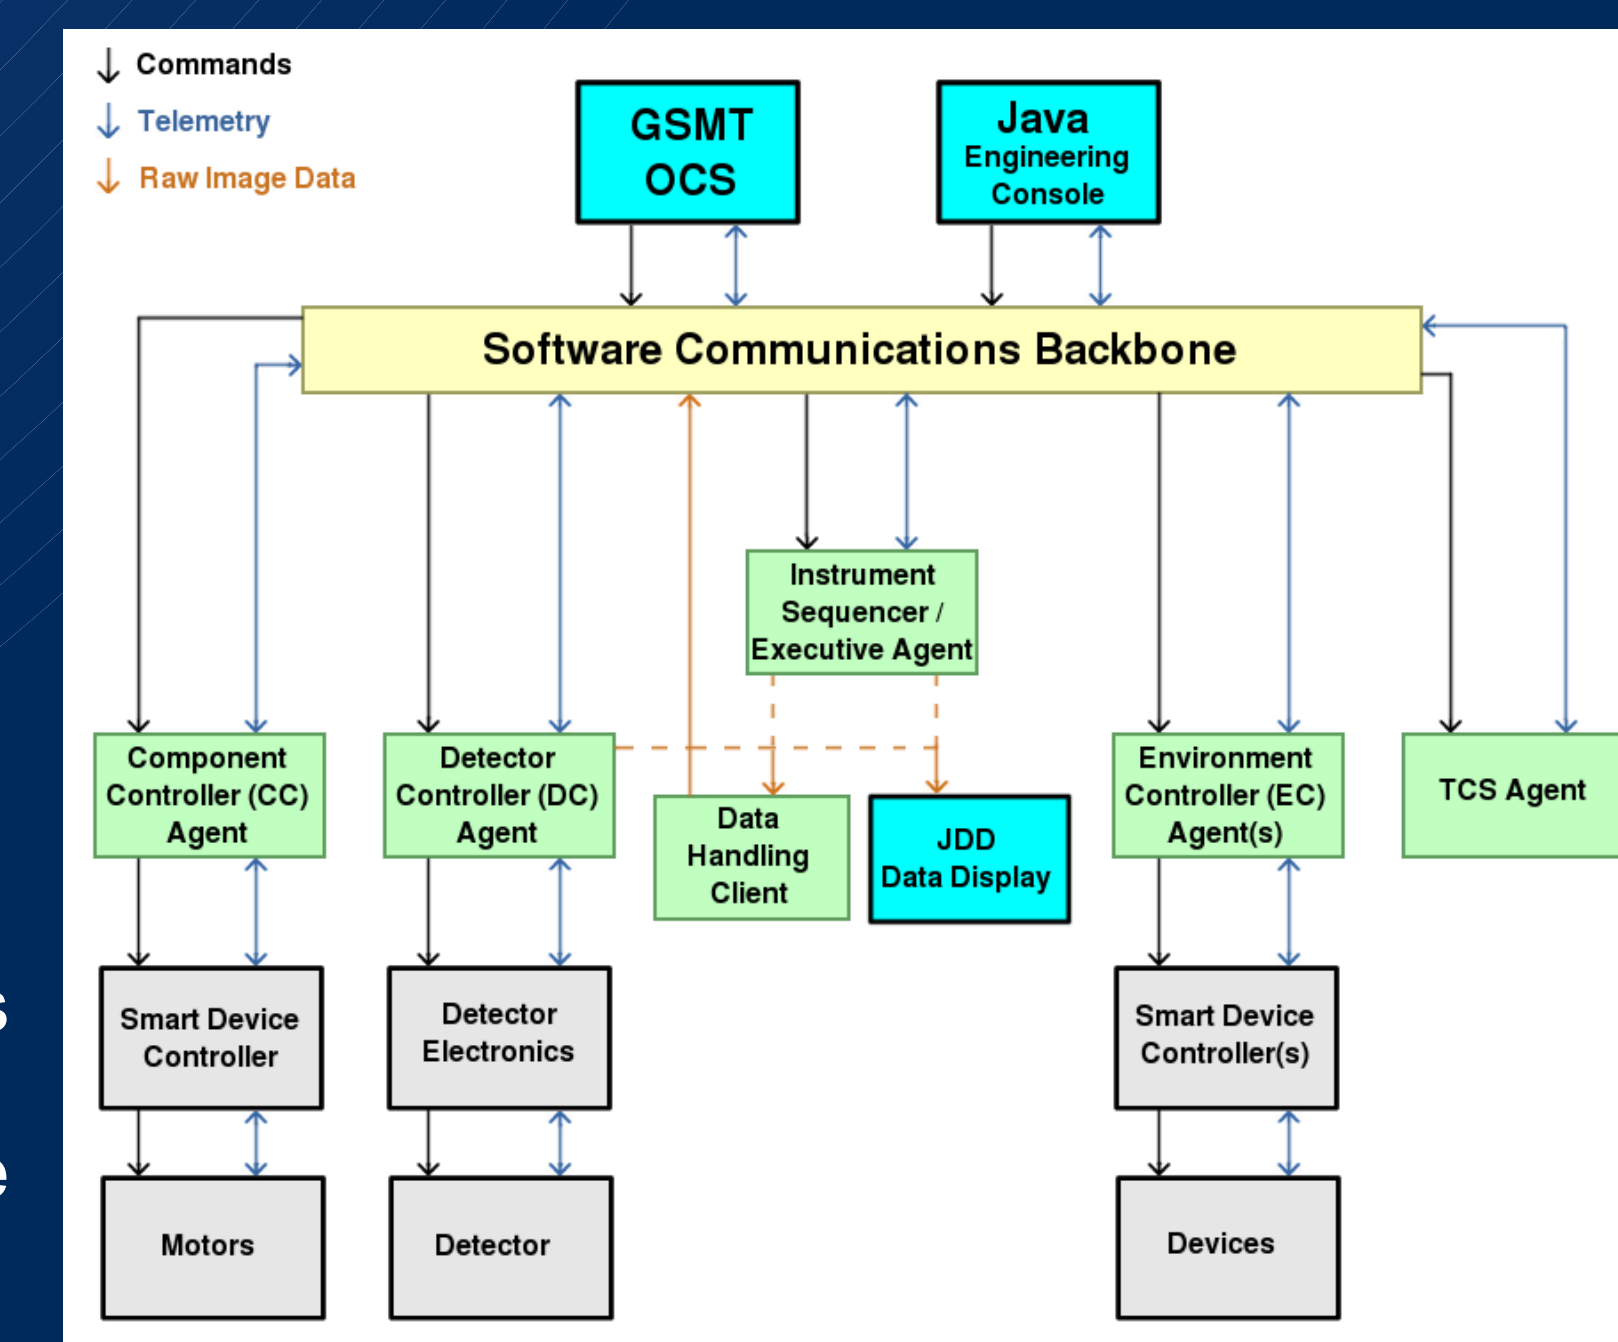 Commands
Telemetry
Raw Image Data
GSMT
OCS
Java
Engineering
Console
Software Communications Backbone
Instrument
Sequencer /
Executive Agent
Component
Controller (CC)
Agent
Detector
Controller (DC)
Agent
Data
Handling
Client
JDD
Data Display
Environment
Controller (EC)
Agent(s)
TCS Agent
s
Smart Device
Controller
Detector
Electronics
Smart Device
Controller(s)
e
Motors
Detector
Devices